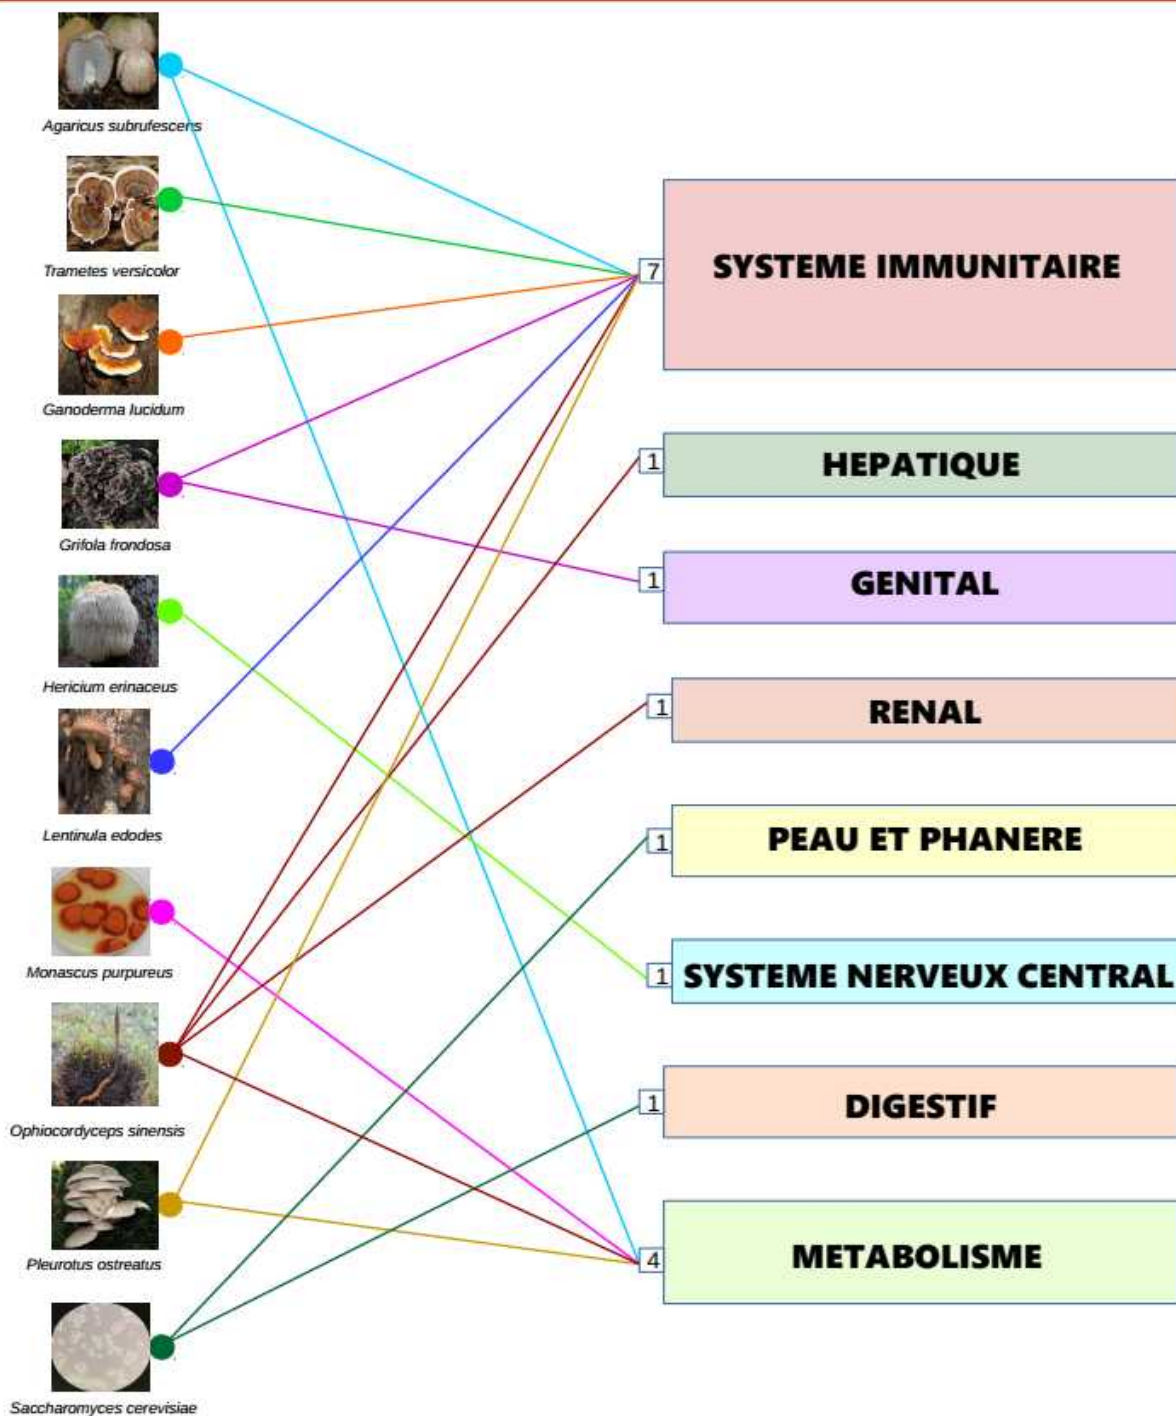 Agaricus subrufescens
Trametes versicolor
Ganoderma lucidum
Grifola frondosa
Hericium erinaceus
Lentinula edodes
Monascus purpureus
Ophiocordyceps sinensis
Pleurotus ostreatus
Saccharomyces cerevisiae
7 SYSTEME IMMUNITAIRE
1 HEPATIQUE
1 GENITAL
1 RENAL
1 PEAU ET PHANERE
1 SYSTEME NERVEUX CENTRAL
1 DIGESTIF
4 METABOLISME